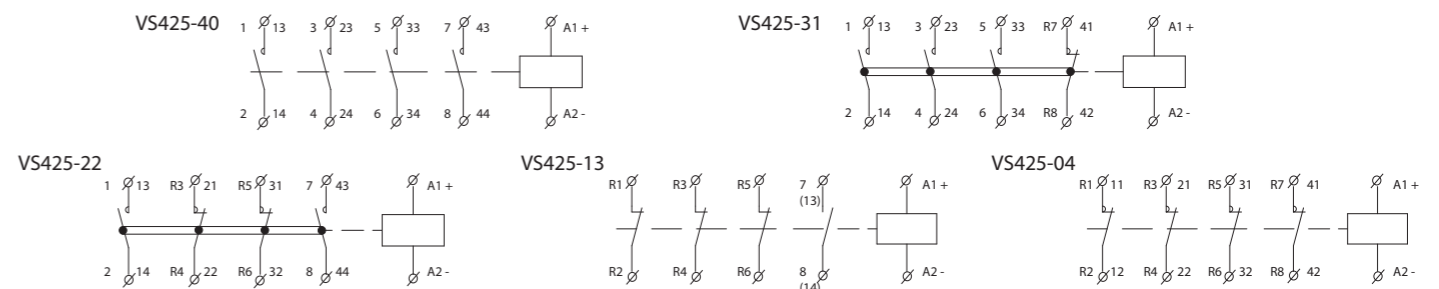 VS425-40
1 13 3 23 5 33 7 43 A1 +
2 14 4 24 6 34 8 44 A2 -
VS425-31
1 13 3 23 5 33 R7 41 A1 +
2 14 4 24 6 34 R8 42 A2 -
VS425-22
1 13 R3 21 R5 31 7 43 A1 +
2 14 R4 22 R6 32 8 44 A2 -
VS425-13
R1 R3 R5 7 A1 +
(13)
R2 R4 R6 8 A2 -
(14)
VS425-04
R1 11 R3 21 R5 31 R7 41 A1 +
R2 12 R4 22 R6 32 R8 42 A2 -